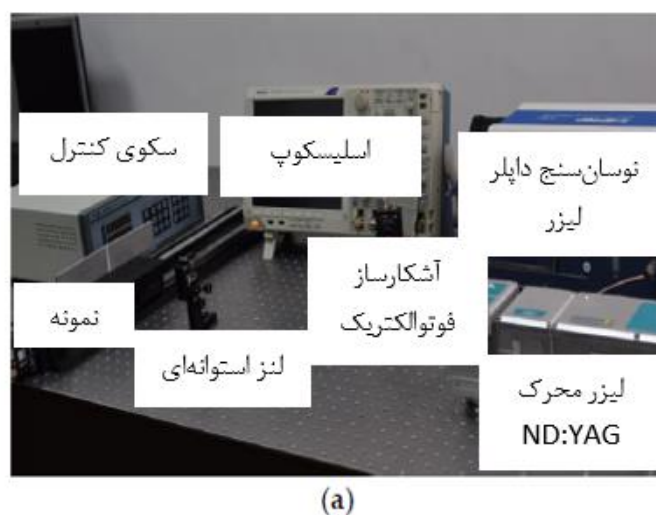 سکوی کنترل
اسلیسکوپ
نوسان‌سنج داپلر
لیزر
آشکارساز
فوتوالکتریک
نمونه
لنز استوانه‌ای
لیزر محرک
ND:YAG
(a)